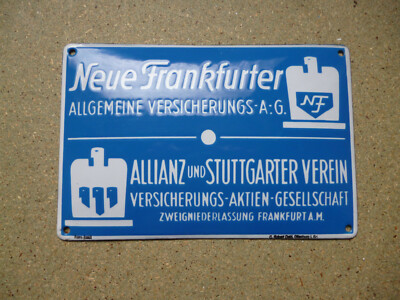 Neue Frankfurter
ALLGEMEINE VERSICHERUNGS-A-G.
NF
ALLIANZ UND STUTTGARTER VEREIN
VERSICHERUNGS-AKTIEN-GESELLSCHAFT
ZWEIGNIEDERLASSUNG FRANKFURT A.M.